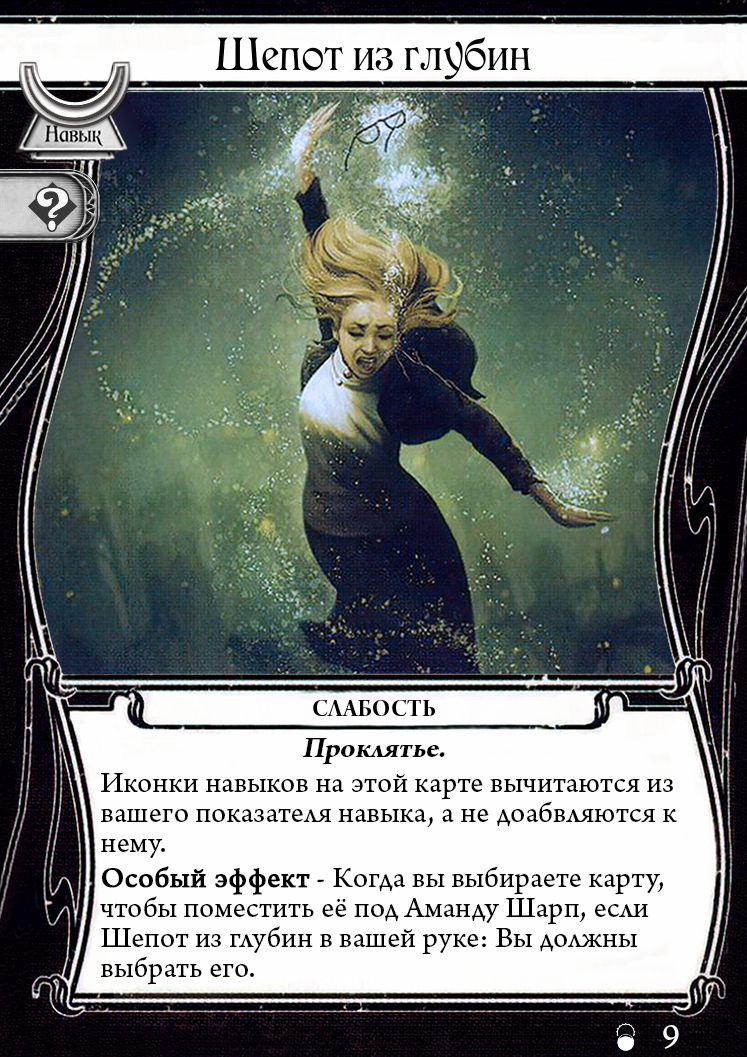 Шепот из глубин
Навык
?
СЛАБОСТЬ
Проклятье.
Иконки навыков на этой карте вычитаются из
вашего показателя навыка, а не доабвляются к
нему.
Особый эффект - Когда вы выбираете карту,
чтобы поместить её под Аманду Шарп, если
Шепот из глубин в вашей руке: Вы должны
выбрать его.
9